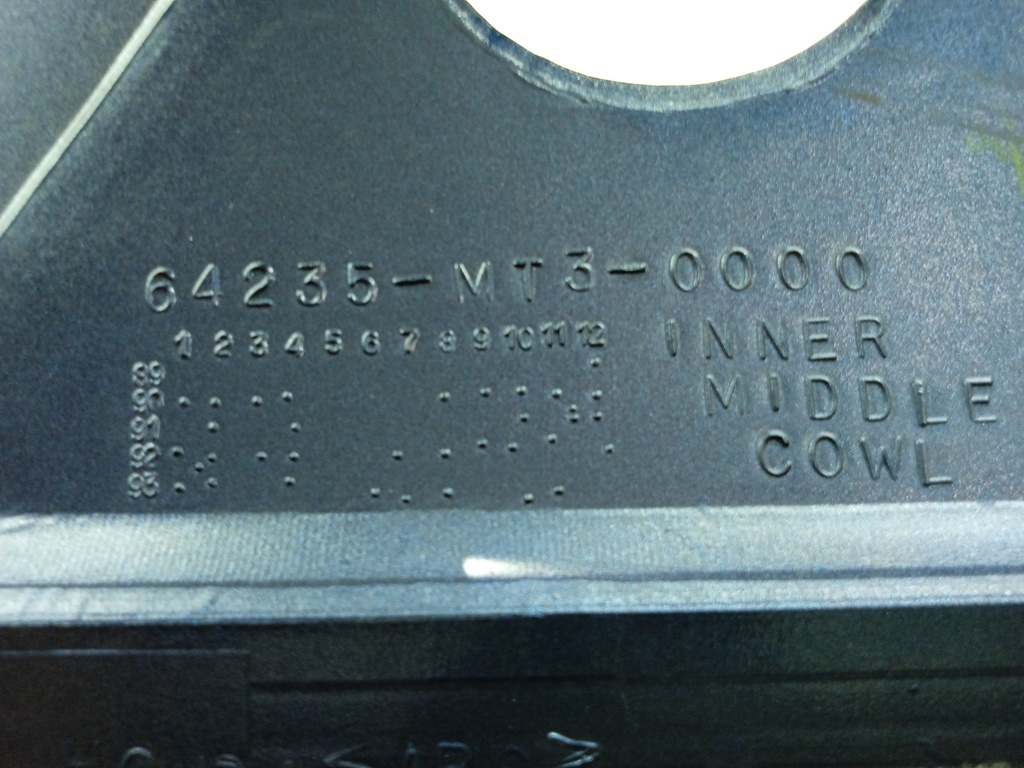 64235-MT3-0000
1 2 3 4 5 6 7 8 9 10 11 12
INNER
MIDDLE
COWL
89
90
91
92
93